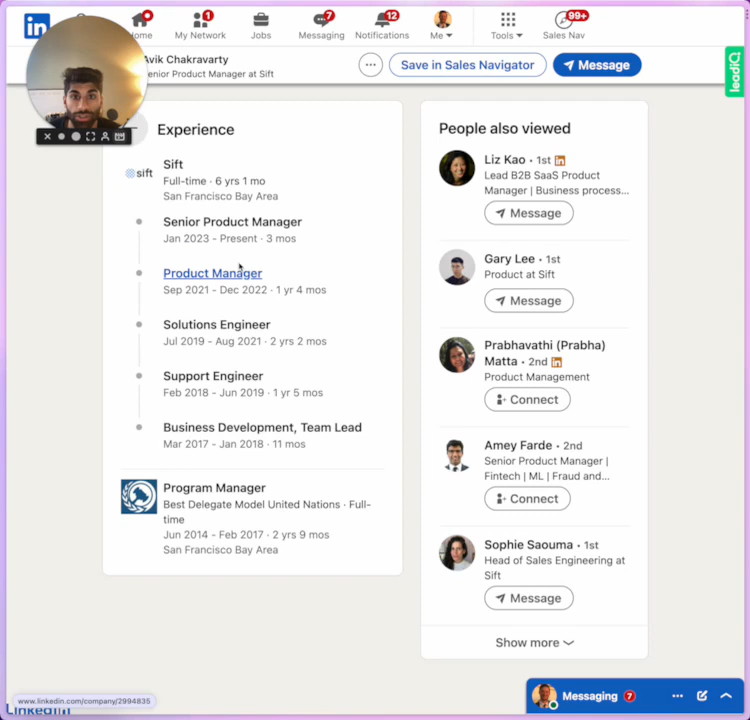 in
Home
1
My Network
Jobs
7
Messaging
12
Notifications
Me
Tools
99+
Sales Nav
Avik Chakravarty
Senior Product Manager at Sift
...
Save in Sales Navigator
Message
leadiQ
Experience
sift
Sift
Full-time · 6 yrs 1 mo
San Francisco Bay Area
Senior Product Manager
Jan 2023 - Present · 3 mos
Product Manager
Sep 2021 - Dec 2022 · 1 yr 4 mos
Solutions Engineer
Jul 2019 - Aug 2021 · 2 yrs 2 mos
Support Engineer
Feb 2018 - Jun 2019 · 1 yr 5 mos
Business Development, Team Lead
Mar 2017 - Jan 2018 · 11 mos
Program Manager
Best Delegate Model United Nations · Full-
time
Jun 2014 - Feb 2017 · 2 yrs 9 mos
San Francisco Bay Area
People also viewed
Liz Kao • 1st in
Lead B2B SaaS Product
Manager | Business process...
Message
Gary Lee • 1st
Product at Sift
Message
Prabhavathi (Prabha)
Matta • 2nd in
Product Management
Connect
Amey Farde • 2nd
Senior Product Manager |
Fintech | ML | Fraud and...
Connect
Sophie Saouma • 1st
Head of Sales Engineering at
Sift
Message
Show more
www.linkedin.com/company/2994835
LinkedIn
Messaging 7 ...